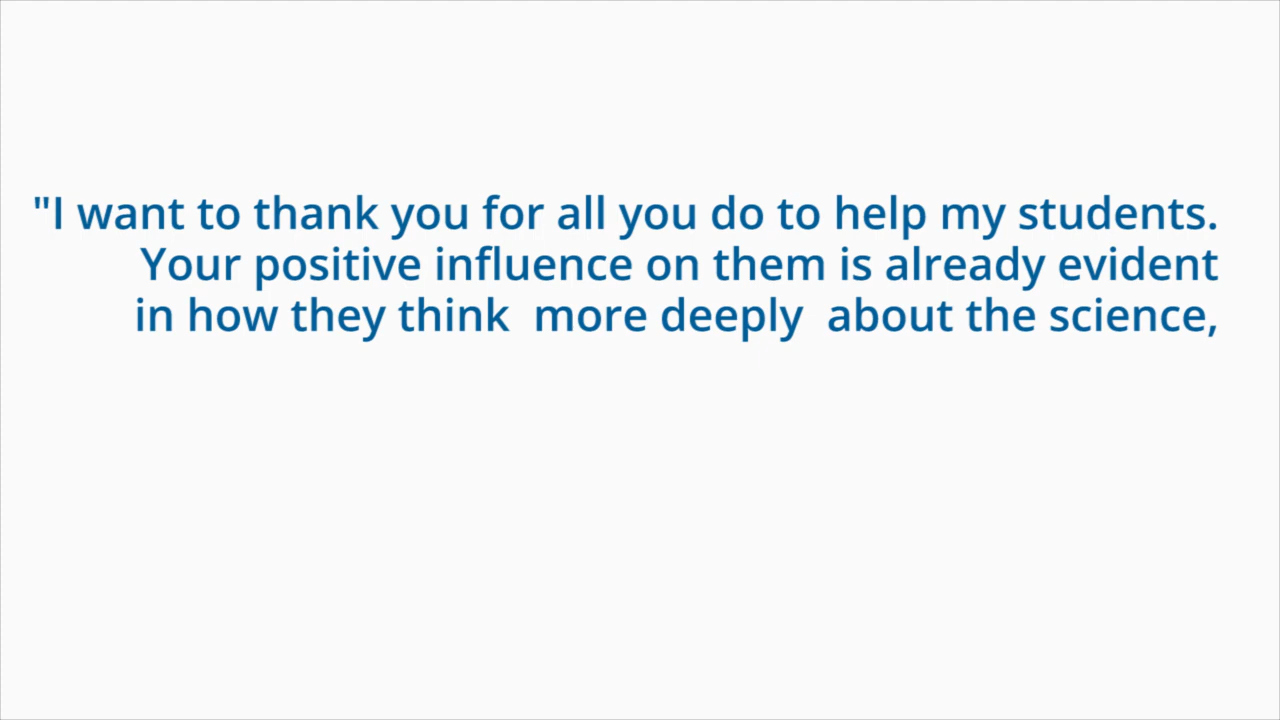 "I want to thank you for all you do to help my students.
Your positive influence on them is already evident
in how they think  more deeply  about the science,